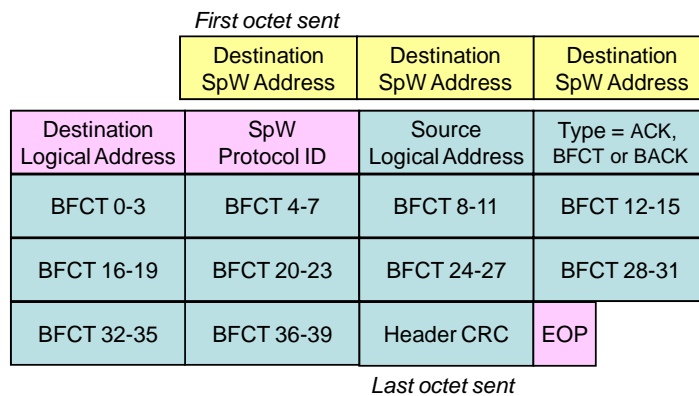 First octet sent
Destination SpW Address
Destination SpW Address
Destination SpW Address
Destination Logical Address
SpW Protocol ID
Source Logical Address
Type = ACK, BFCT or BACK
BFCT 0-3
BFCT 4-7
BFCT 8-11
BFCT 12-15
BFCT 16-19
BFCT 20-23
BFCT 24-27
BFCT 28-31
BFCT 32-35
BFCT 36-39
Header CRC
EOP
Last octet sent